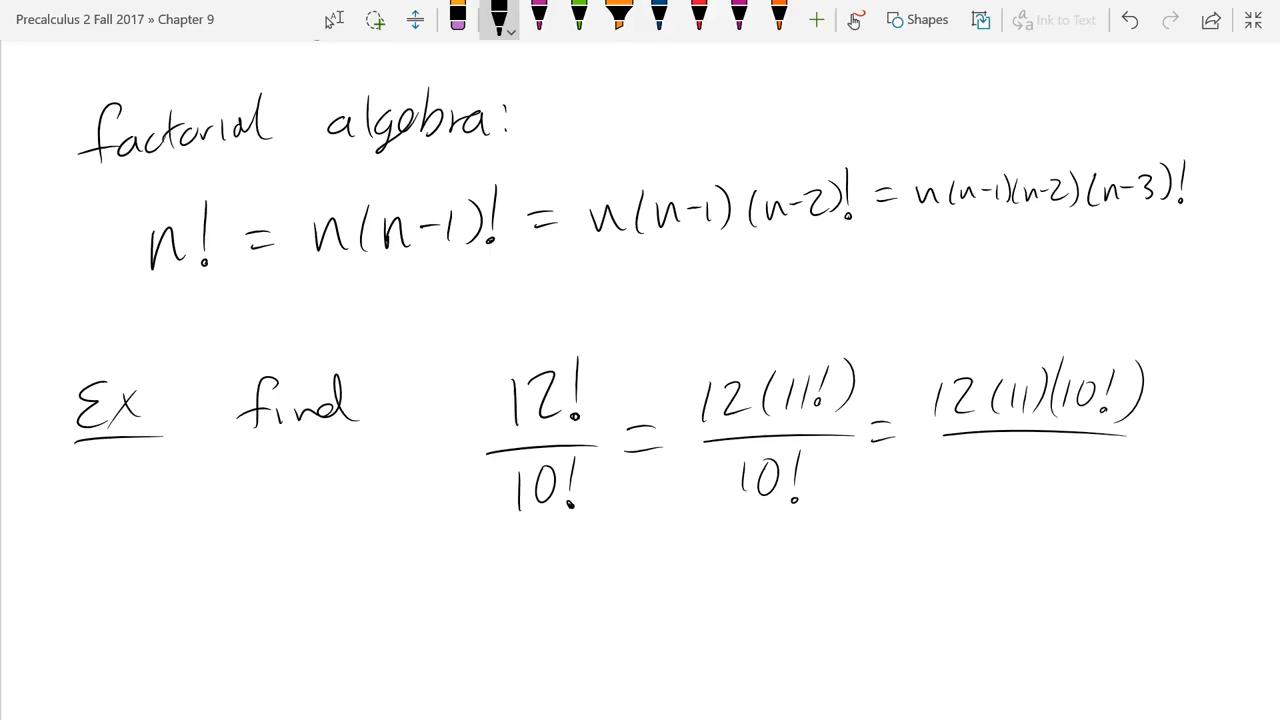 Precalculus 2 Fall 2017 » Chapter 9
Shapes
Ink to Text
factorial algebra:
n! = n(n-1)! = n(n-1)(n-2)! = n(n-1)(n-2)(n-3)!
Ex find 12!/10! = 12(11!)/10! = 12(11)(10!)/